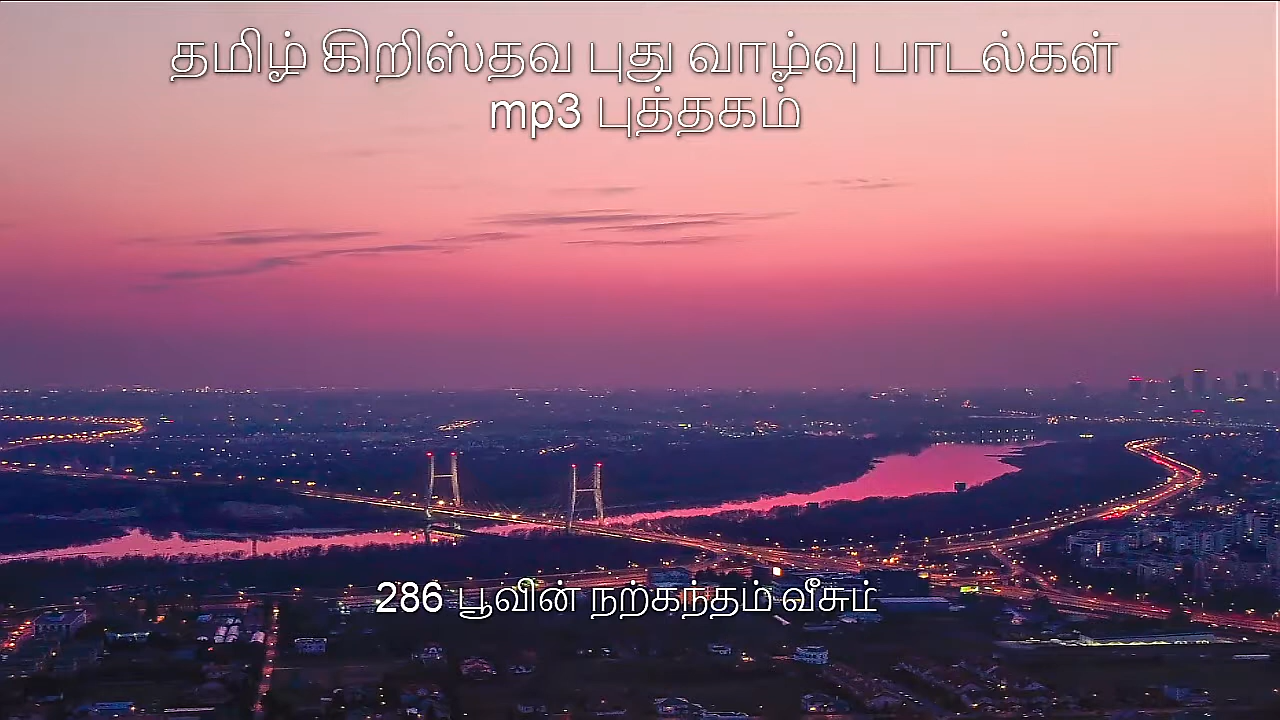 தமிழ் கிறிஸ்தவ புது வாழ்வு பாடல்கள்
mp3 புத்தகம்
286 பூவின் நற்கந்தம் வீசும்